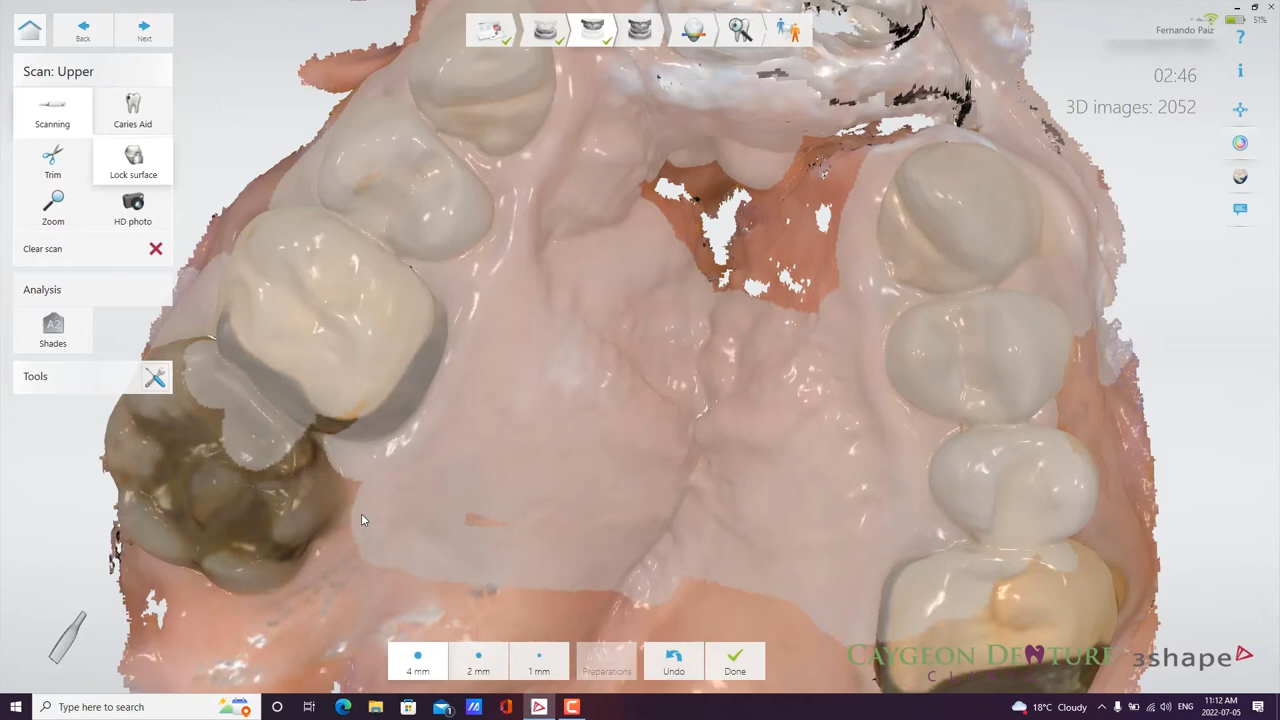 Back
Next
51%
Fernando Paiz
?
Scan: Upper
i
02:46
3D images: 2052
Scanning
Caries Aid
Trim
Lock surface
Zoom
HD photo
Clear scan
Analysis
A2
Shades
Tools
4 mm
2 mm
1 mm
Preparations
Undo
Done
CAYGEON DENTURE
3shape
Type here to search
18°C Cloudy
ENG
11:12 AM
2022-07-05